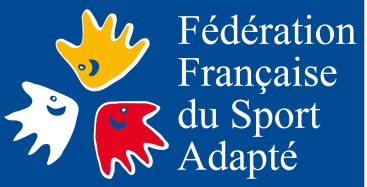 Fédération
Française
du Sport
Adapté